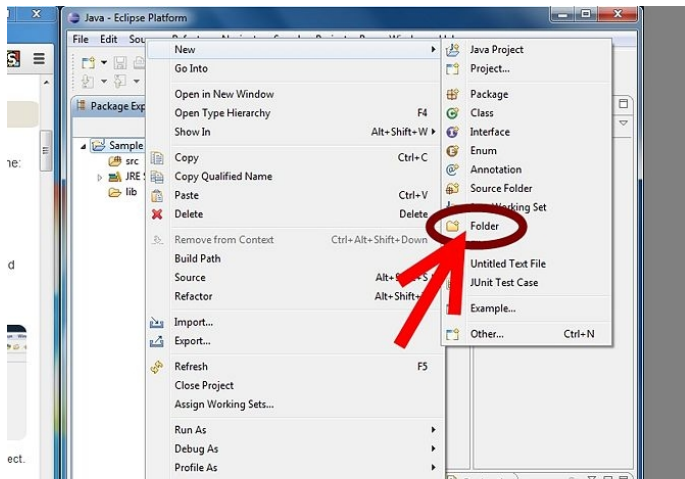 Java - Eclipse Platform
File Edit
New
Go Into
Open in New Window
Open Type Hierarchy F4
Show In Alt+Shift+W
Copy Ctrl+C
Copy Qualified Name
Paste Ctrl+V
Delete Delete
Remove from Context Ctrl+Alt+Shift+Down
Build Path
Source
Refactor
Import...
Export...
Refresh F5
Close Project
Assign Working Sets...
Run As
Debug As
Profile As
Java Project
Project...
Package
Class
Interface
Enum
Annotation
Source Folder
Working Set
Folder
Untitled Text File
JUnit Test Case
Example...
Other... Ctrl+N
Package Exp
Sample
src
JRE S
lib
ne:
d
ect.